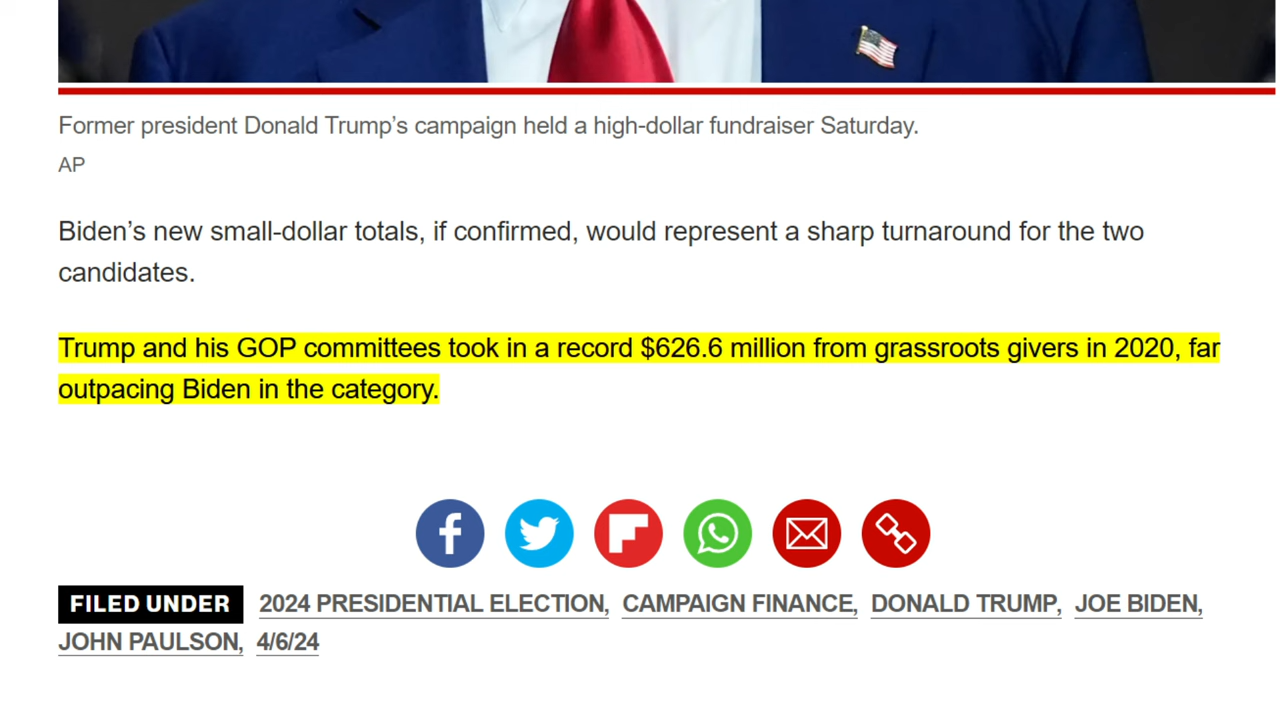 Former president Donald Trump’s campaign held a high-dollar fundraiser Saturday.
AP
Biden’s new small-dollar totals, if confirmed, would represent a sharp turnaround for the two
candidates.
Trump and his GOP committees took in a record $626.6 million from grassroots givers in 2020, far
outpacing Biden in the category.
FILED UNDER 2024 PRESIDENTIAL ELECTION, CAMPAIGN FINANCE, DONALD TRUMP, JOE BIDEN,
JOHN PAULSON, 4/6/24